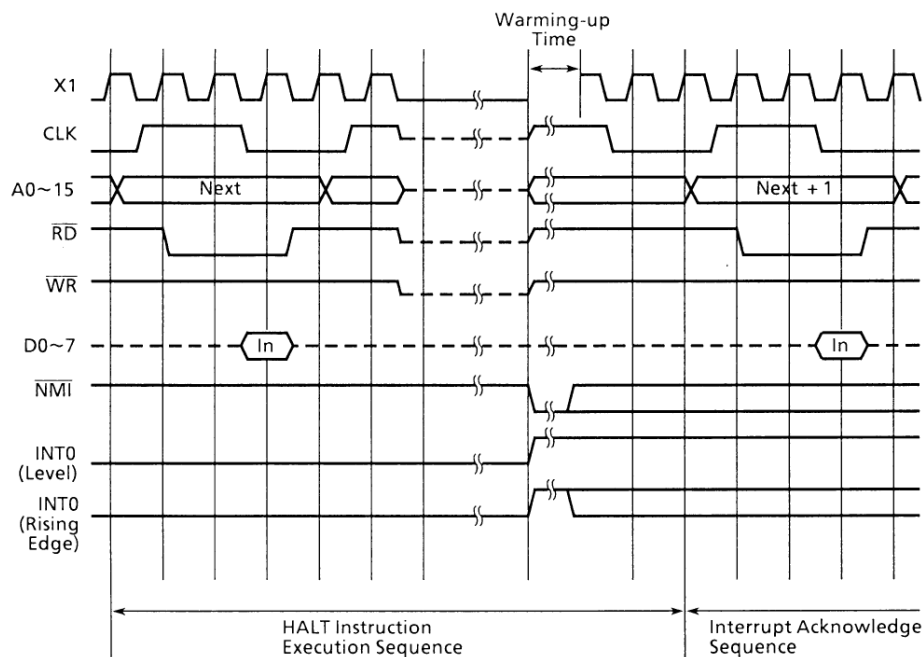 Warming-up
Time
X1
CLK
A0~15
Next
Next + 1
RD
WR
D0~7
In
In
NMI
INT0
(Level)
INT0
(Rising
Edge)
HALT Instruction
Execution Sequence
Interrupt Acknowledge
Sequence